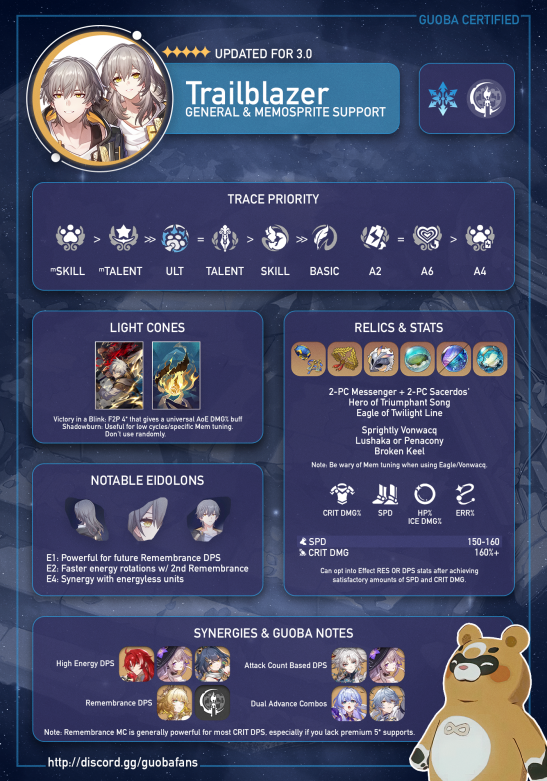 GUOBA CERTIFIED
UPDATED FOR 3.0
Trailblazer
GENERAL & MEMOSPRITE SUPPORT
TRACE PRIORITY
> >> = > >> = >
mSKILL mTALENT ULT TALENT SKILL BASIC A2 A6 A4
LIGHT CONES
Victory in a Blink: F2P 4* that gives a universal AoE DMG% buff
Shadowburn: Useful for low cycles/specific Mem tuning.
Don't use randomly.
NOTABLE EIDOLONS
E1: Powerful for future Remembrance DPS
E2: Faster energy rotations w/ 2nd Remembrance
E4: Synergy with energyless units
RELICS & STATS
2-PC Messenger + 2-PC Sacerdos'
Hero of Triumphant Song
Eagle of Twilight Line
Sprightly Vonwacq
Lushaka or Penacony
Broken Keel
Note: Be wary of Mem tuning when using Eagle/Vonwacq.
CRIT DMG% SPD HP% ERR%
ICE DMG%
SPD 150-160
CRIT DMG 160%+
Can opt into Effect RES OR DPS stats after achieving
satisfactory amounts of SPD and CRIT DMG.
SYNERGIES & GUOBA NOTES
High Energy DPS Attack Count Based DPS
Remembrance DPS Dual Advance Combos
Note: Remembrance MC is generally powerful for most CRIT DPS, especially if you lack premium 5* supports.
http://discord.gg/guobafans